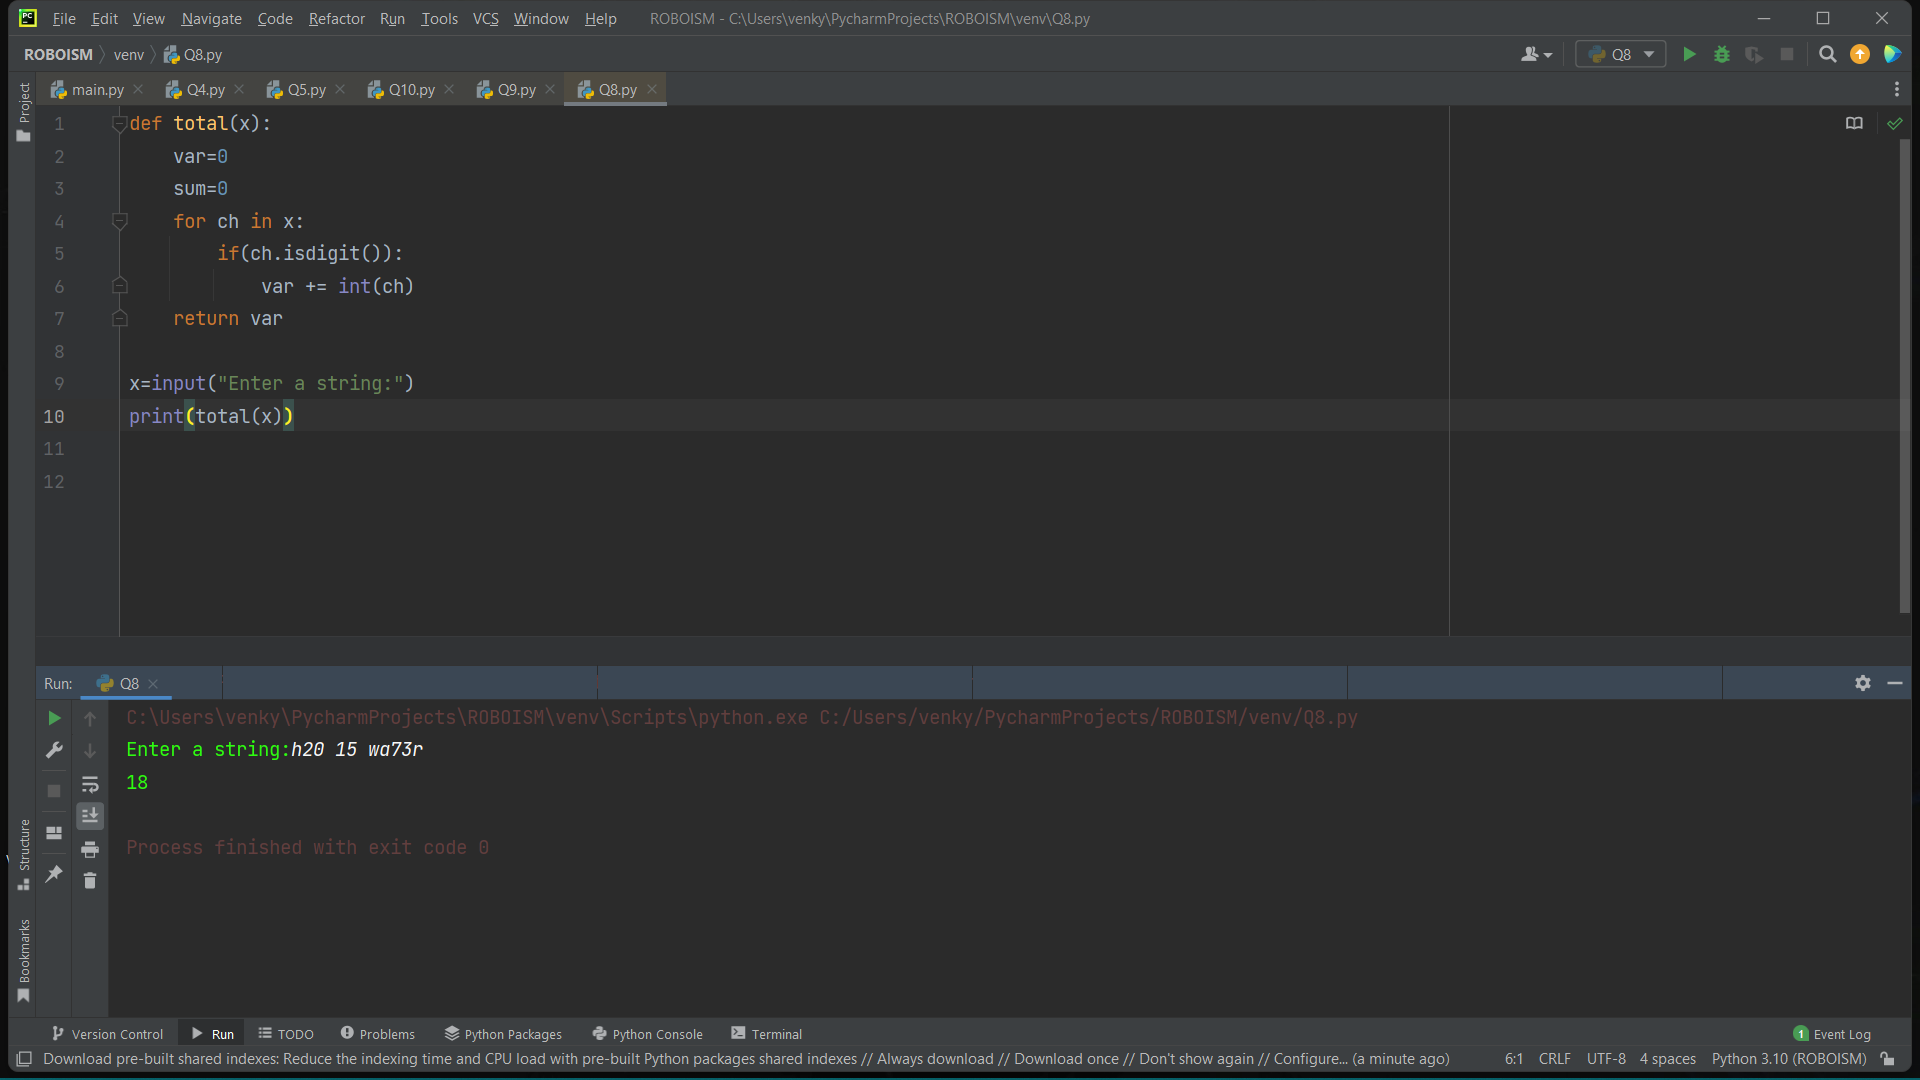 File Edit View Navigate Code Refactor Run Tools VCS Window Help ROBOISM - C:\Users\venky\PycharmProjects\ROBOISM\venv\Q8.py
ROBOISM venv Q8.py Q8
main.py Q4.py Q5.py Q10.py Q9.py Q8.py
Project
1 def total(x):
2     var=0
3     sum=0
4     for ch in x:
5         if(ch.isdigit()):
6             var += int(ch)
7     return var
8
9 x=input("Enter a string:")
10 print(total(x))
11
12
Run: Q8
C:\Users\venky\PycharmProjects\ROBOISM\venv\Scripts\python.exe C:/Users/venky/PycharmProjects/ROBOISM/venv/Q8.py
Enter a string:h20 15 wa73r
18
Process finished with exit code 0
Structure
Bookmarks
Version Control Run TODO Problems Python Packages Python Console Terminal 1 Event Log
Download pre-built shared indexes: Reduce the indexing time and CPU load with pre-built Python packages shared indexes // Always download // Download once // Don't show again // Configure... (a minute ago) 6:1 CRLF UTF-8 4 spaces Python 3.10 (ROBOISM)